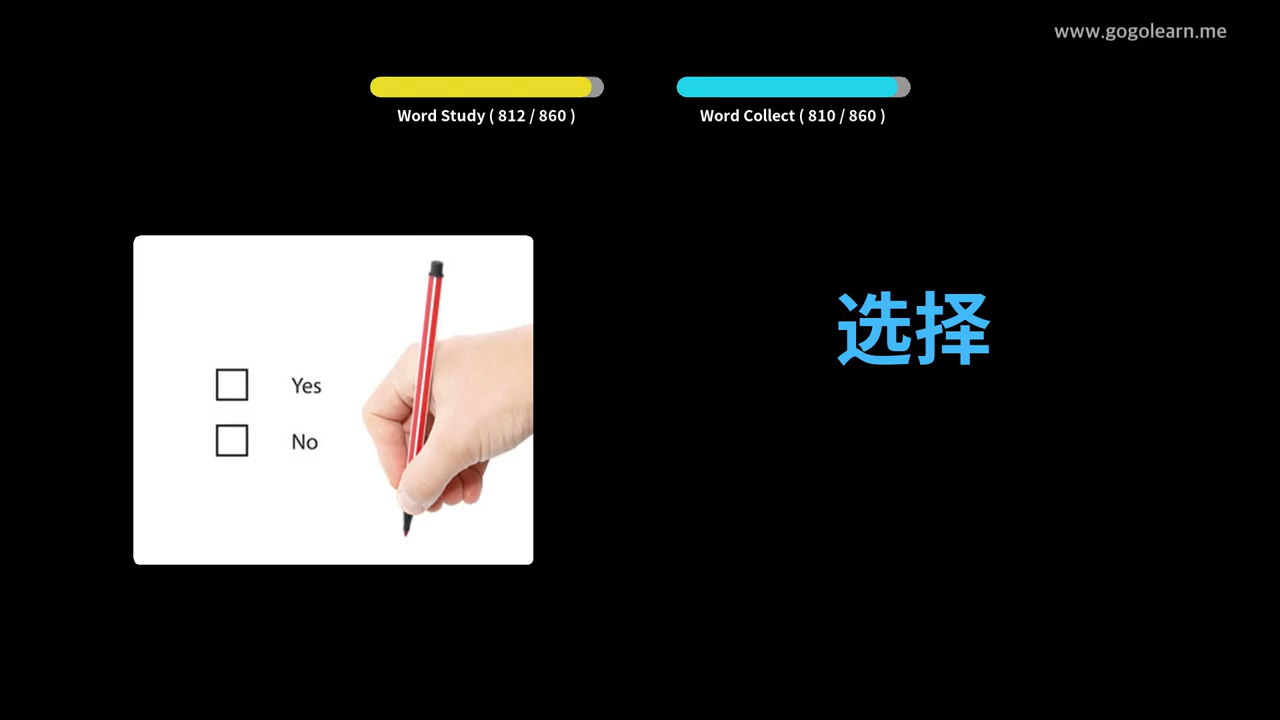 www.gogolearn.me
Word Study ( 812 / 860 )
Word Collect ( 810 / 860 )
选择
Yes
No